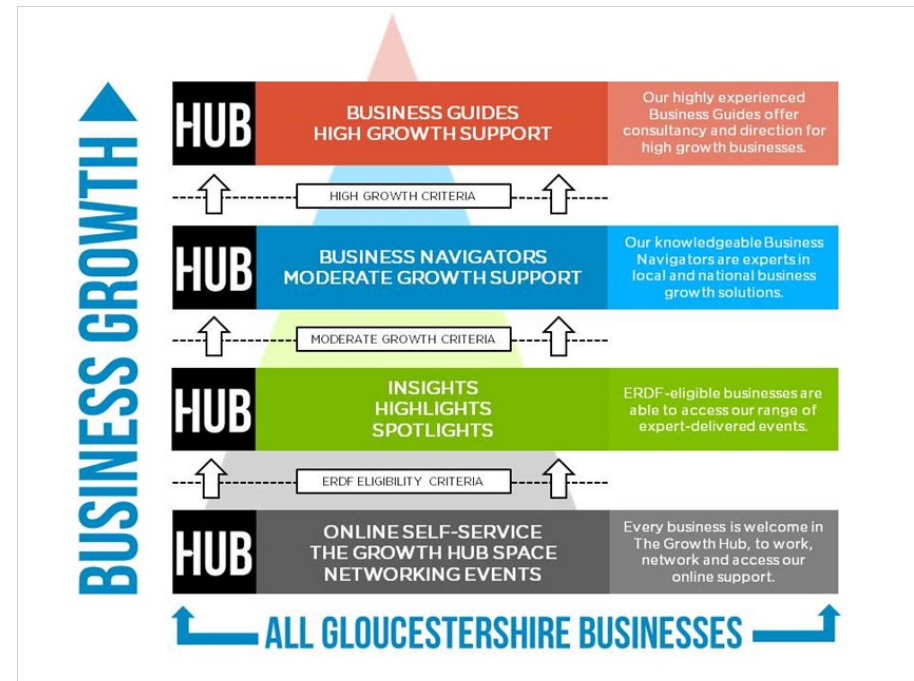 BUSINESS GROWTH
HUB
BUSINESS GUIDES
HIGH GROWTH SUPPORT
Our highly experienced
Business Guides offer
consultancy and direction for
high growth businesses.
HIGH GROWTH CRITERIA
HUB
BUSINESS NAVIGATORS
MODERATE GROWTH SUPPORT
Our knowledgeable Business
Navigators are experts in
local and national business
growth solutions.
MODERATE GROWTH CRITERIA
HUB
INSIGHTS
HIGHLIGHTS
SPOTLIGHTS
ERDF-eligible businesses are
able to access our range of
expert-delivered events.
ERDF ELIGIBILITY CRITERIA
HUB
ONLINE SELF-SERVICE
THE GROWTH HUB SPACE
NETWORKING EVENTS
Every business is welcome in
The Growth Hub, to work,
network and access our
online support.
ALL GLOUCESTERSHIRE BUSINESSES